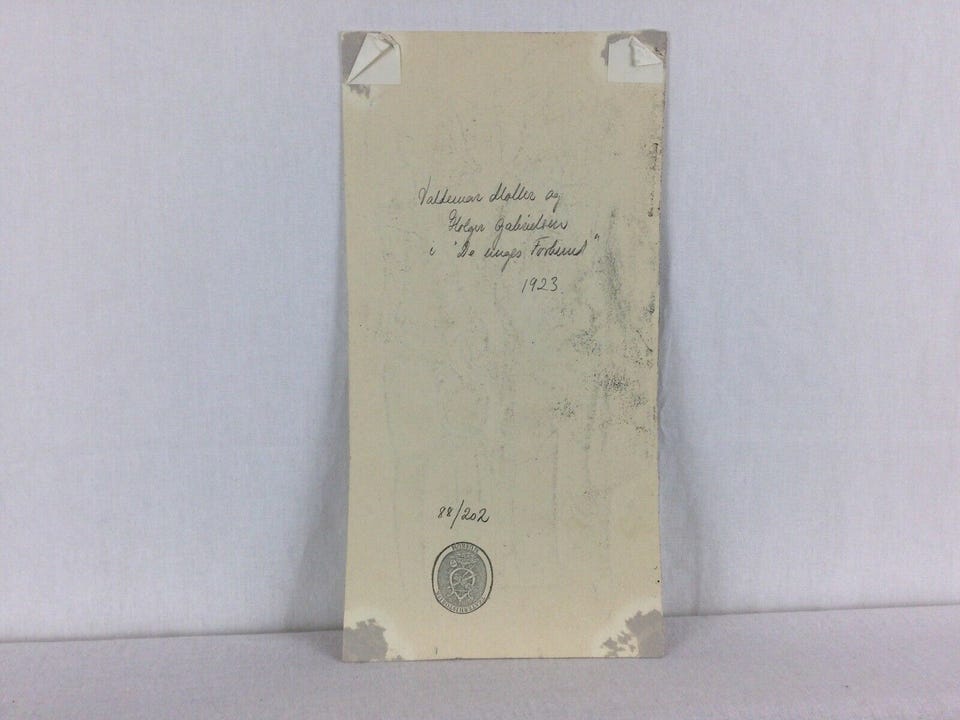 Valdemar Møller og
Holger Gabrielsen
i "De unges Forbund"
1923.
88/202